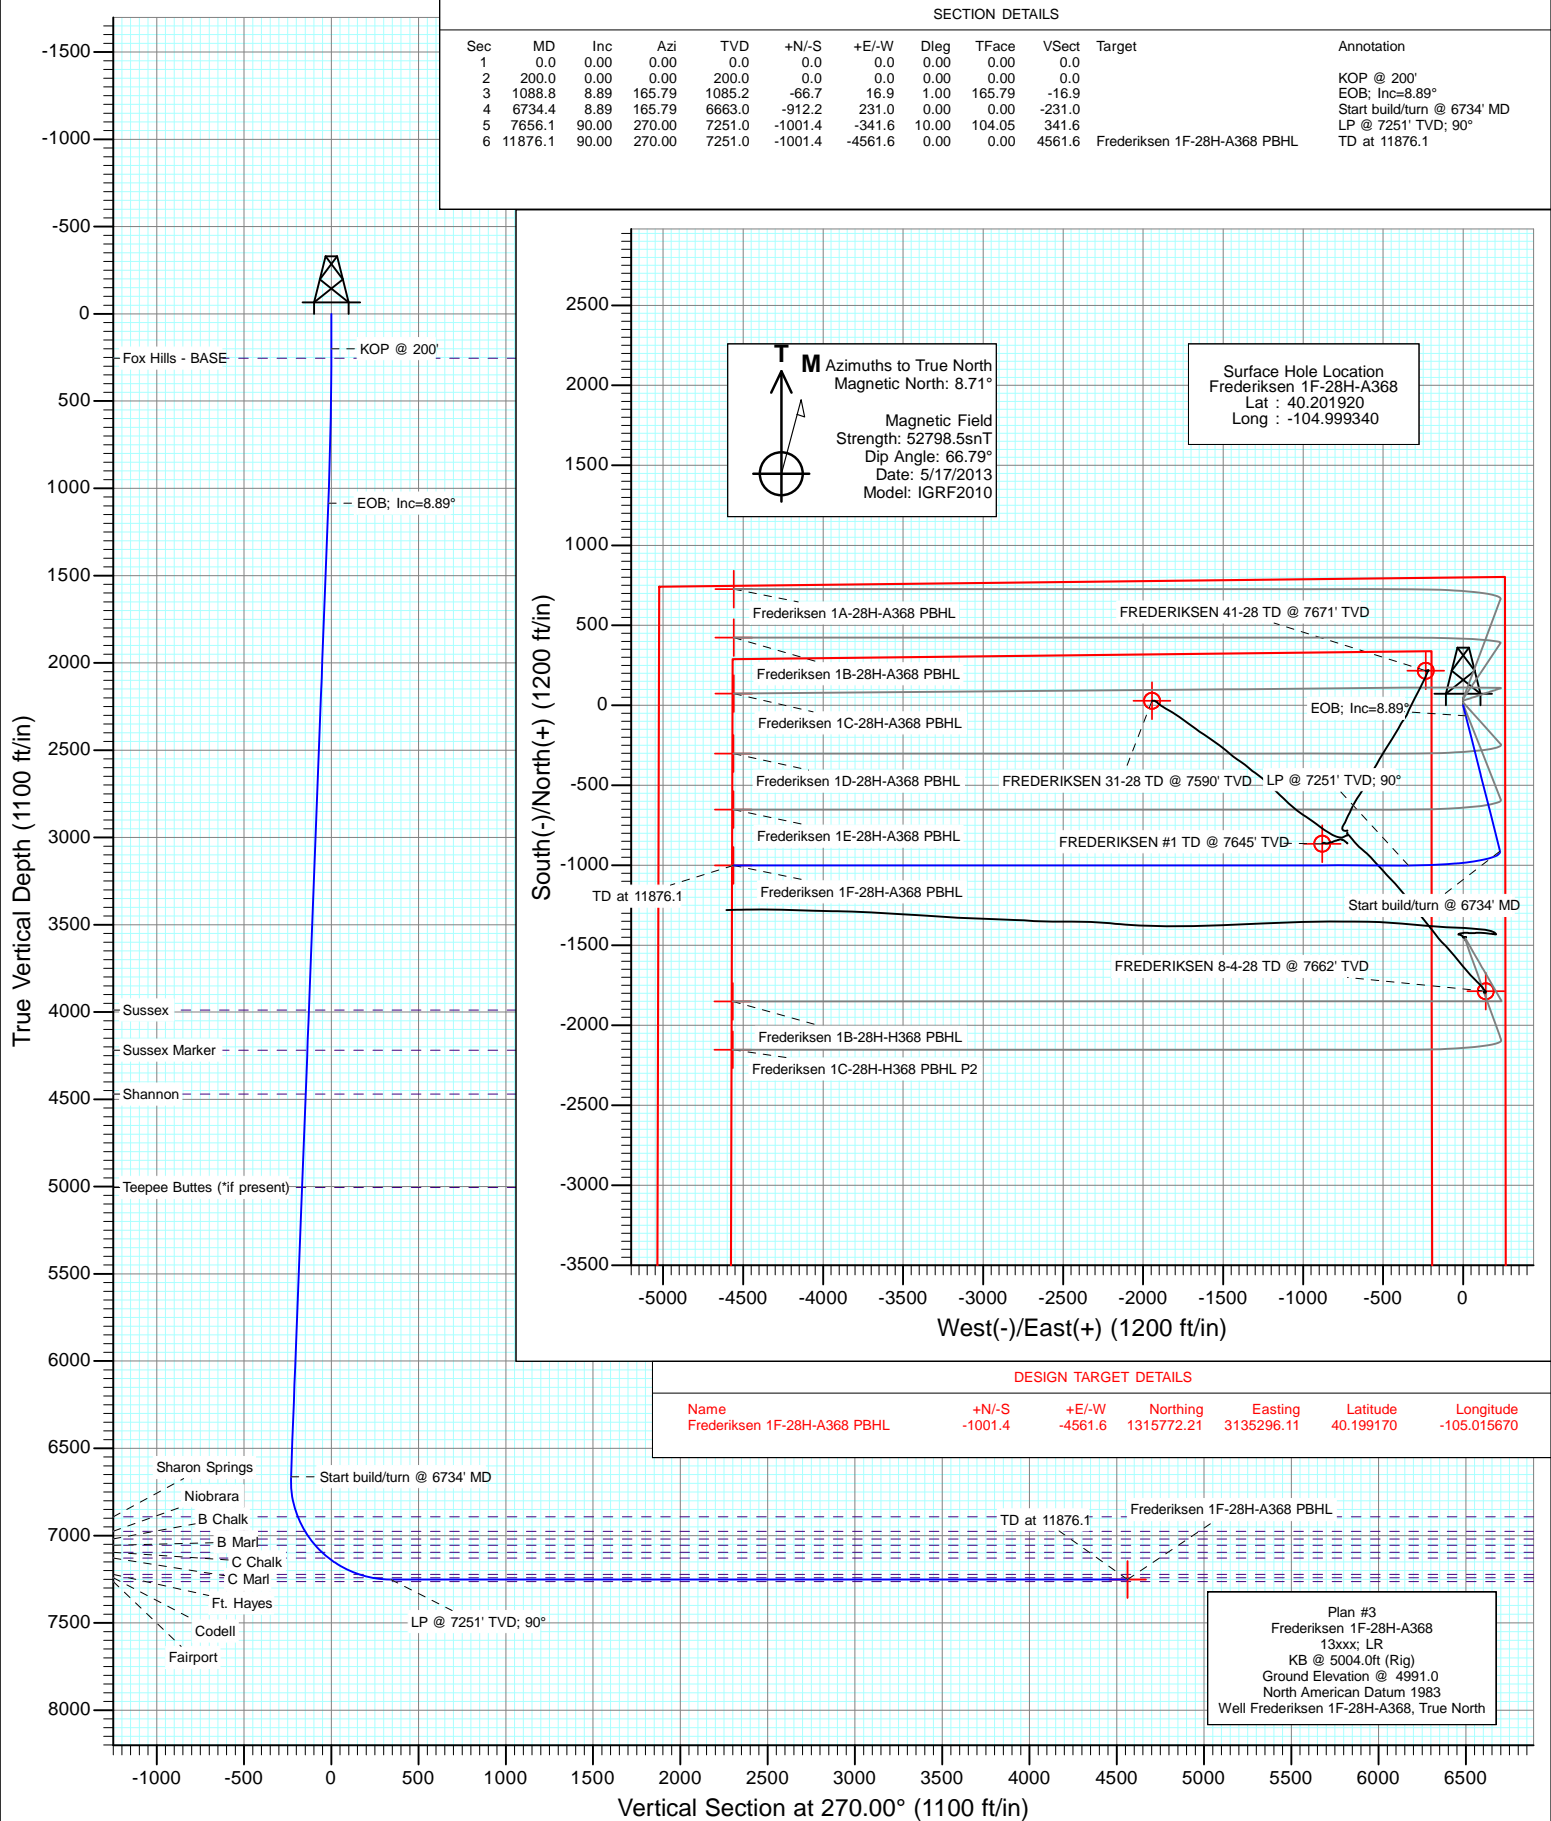 SECTION DETAILS
Sec MD Inc Azi TVD +N/-S +E/-W Dleg TFace VSect Target Annotation
1 0.0 0.00 0.00 0.0 0.0 0.0 0.00 0.00 0.0
2 200.0 0.00 0.00 200.0 0.0 0.0 0.00 0.00 0.0 KOP @ 200'
3 1088.8 8.89 165.79 1085.2 -66.7 16.9 1.00 165.79 -16.9 EOB; Inc=8.89°
4 6734.4 8.89 165.79 6663.0 -912.2 231.0 0.00 0.00 -231.0 Start build/turn @ 6734' MD
5 7656.1 90.00 270.00 7251.0 -1001.4 -341.6 10.00 104.05 341.6 LP @ 7251' TVD; 90°
6 11876.1 90.00 270.00 7251.0 -1001.4 -4561.6 0.00 0.00 4561.6 Frederiksen 1F-28H-A368 PBHL TD at 11876.1
True Vertical Depth (1100 ft/in)
-1500
-1000
-500
0
500
1000
1500
2000
2500
3000
3500
4000
4500
5000
5500
6000
6500
7000
7500
8000
KOP @ 200'
Fox Hills - BASE
EOB; Inc=8.89°
Sussex
Sussex Marker
Shannon
Teepee Buttes (*if present)
Start build/turn @ 6734' MD
Sharon Springs
Niobrara
B Chalk
B Marl
C Chalk
C Marl
Ft. Hayes
Codell
Fairport
LP @ 7251' TVD; 90°
TD at 11876.1
Frederiksen 1F-28H-A368 PBHL
-1000 -500 0 500 1000 1500 2000 2500 3000 3500 4000 4500 5000 5500 6000 6500
Vertical Section at 270.00° (1100 ft/in)
South(-)/North(+) (1200 ft/in)
2500
2000
1500
1000
500
0
-500
-1000
-1500
-2000
-2500
-3000
-3500
T
M
Azimuths to True North
Magnetic North: 8.71°
Magnetic Field
Strength: 52798.5snT
Dip Angle: 66.79°
Date: 5/17/2013
Model: IGRF2010
Surface Hole Location
Frederiksen 1F-28H-A368
Lat : 40.201920
Long : -104.999340
Frederiksen 1A-28H-A368 PBHL
FREDERIKSEN 41-28 TD @ 7671' TVD
Frederiksen 1B-28H-A368 PBHL
EOB; Inc=8.89°
Frederiksen 1C-28H-A368 PBHL
Frederiksen 1D-28H-A368 PBHL
FREDERIKSEN 31-28 TD @ 7590' TVD
LP @ 7251' TVD; 90°
Frederiksen 1E-28H-A368 PBHL
FREDERIKSEN #1 TD @ 7645' TVD
TD at 11876.1
Frederiksen 1F-28H-A368 PBHL
Start build/turn @ 6734' MD
FREDERIKSEN 8-4-28 TD @ 7662' TVD
Frederiksen 1B-28H-H368 PBHL
Frederiksen 1C-28H-H368 PBHL P2
-5000 -4500 -4000 -3500 -3000 -2500 -2000 -1500 -1000 -500 0
West(-)/East(+) (1200 ft/in)
DESIGN TARGET DETAILS
Name +N/-S +E/-W Northing Easting Latitude Longitude
Frederiksen 1F-28H-A368 PBHL -1001.4 -4561.6 1315772.21 3135296.11 40.199170 -105.015670
Plan #3
Frederiksen 1F-28H-A368
13xxx; LR
KB @ 5004.0ft (Rig)
Ground Elevation @ 4991.0
North American Datum 1983
Well Frederiksen 1F-28H-A368, True North